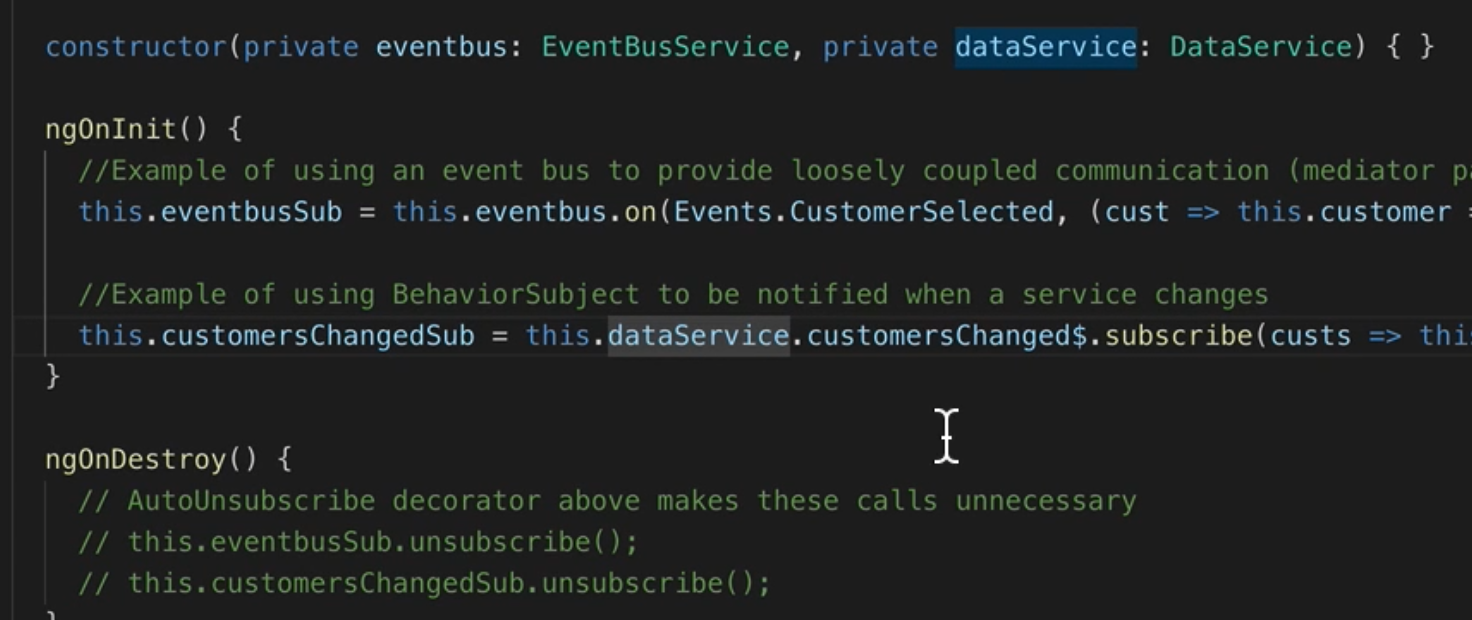 constructor(private eventbus: EventBusService, private dataService: DataService) { }
ngOnInit() {
//Example of using an event bus to provide loosely coupled communication (mediator
this.eventbusSub = this.eventbus.on(Events.CustomerSelected, (cust => this.customer =
//Example of using BehaviorSubject to be notified when a service changes
this.customersChangedSub = this.dataService.customersChanged$.subscribe(custs =>
}
ngOnDestroy() {
// AutoUnsubscribe decorator above makes these calls unnecessary
// this.eventbusSub.unsubscribe();
// this.customersChangedSub.unsubscribe();